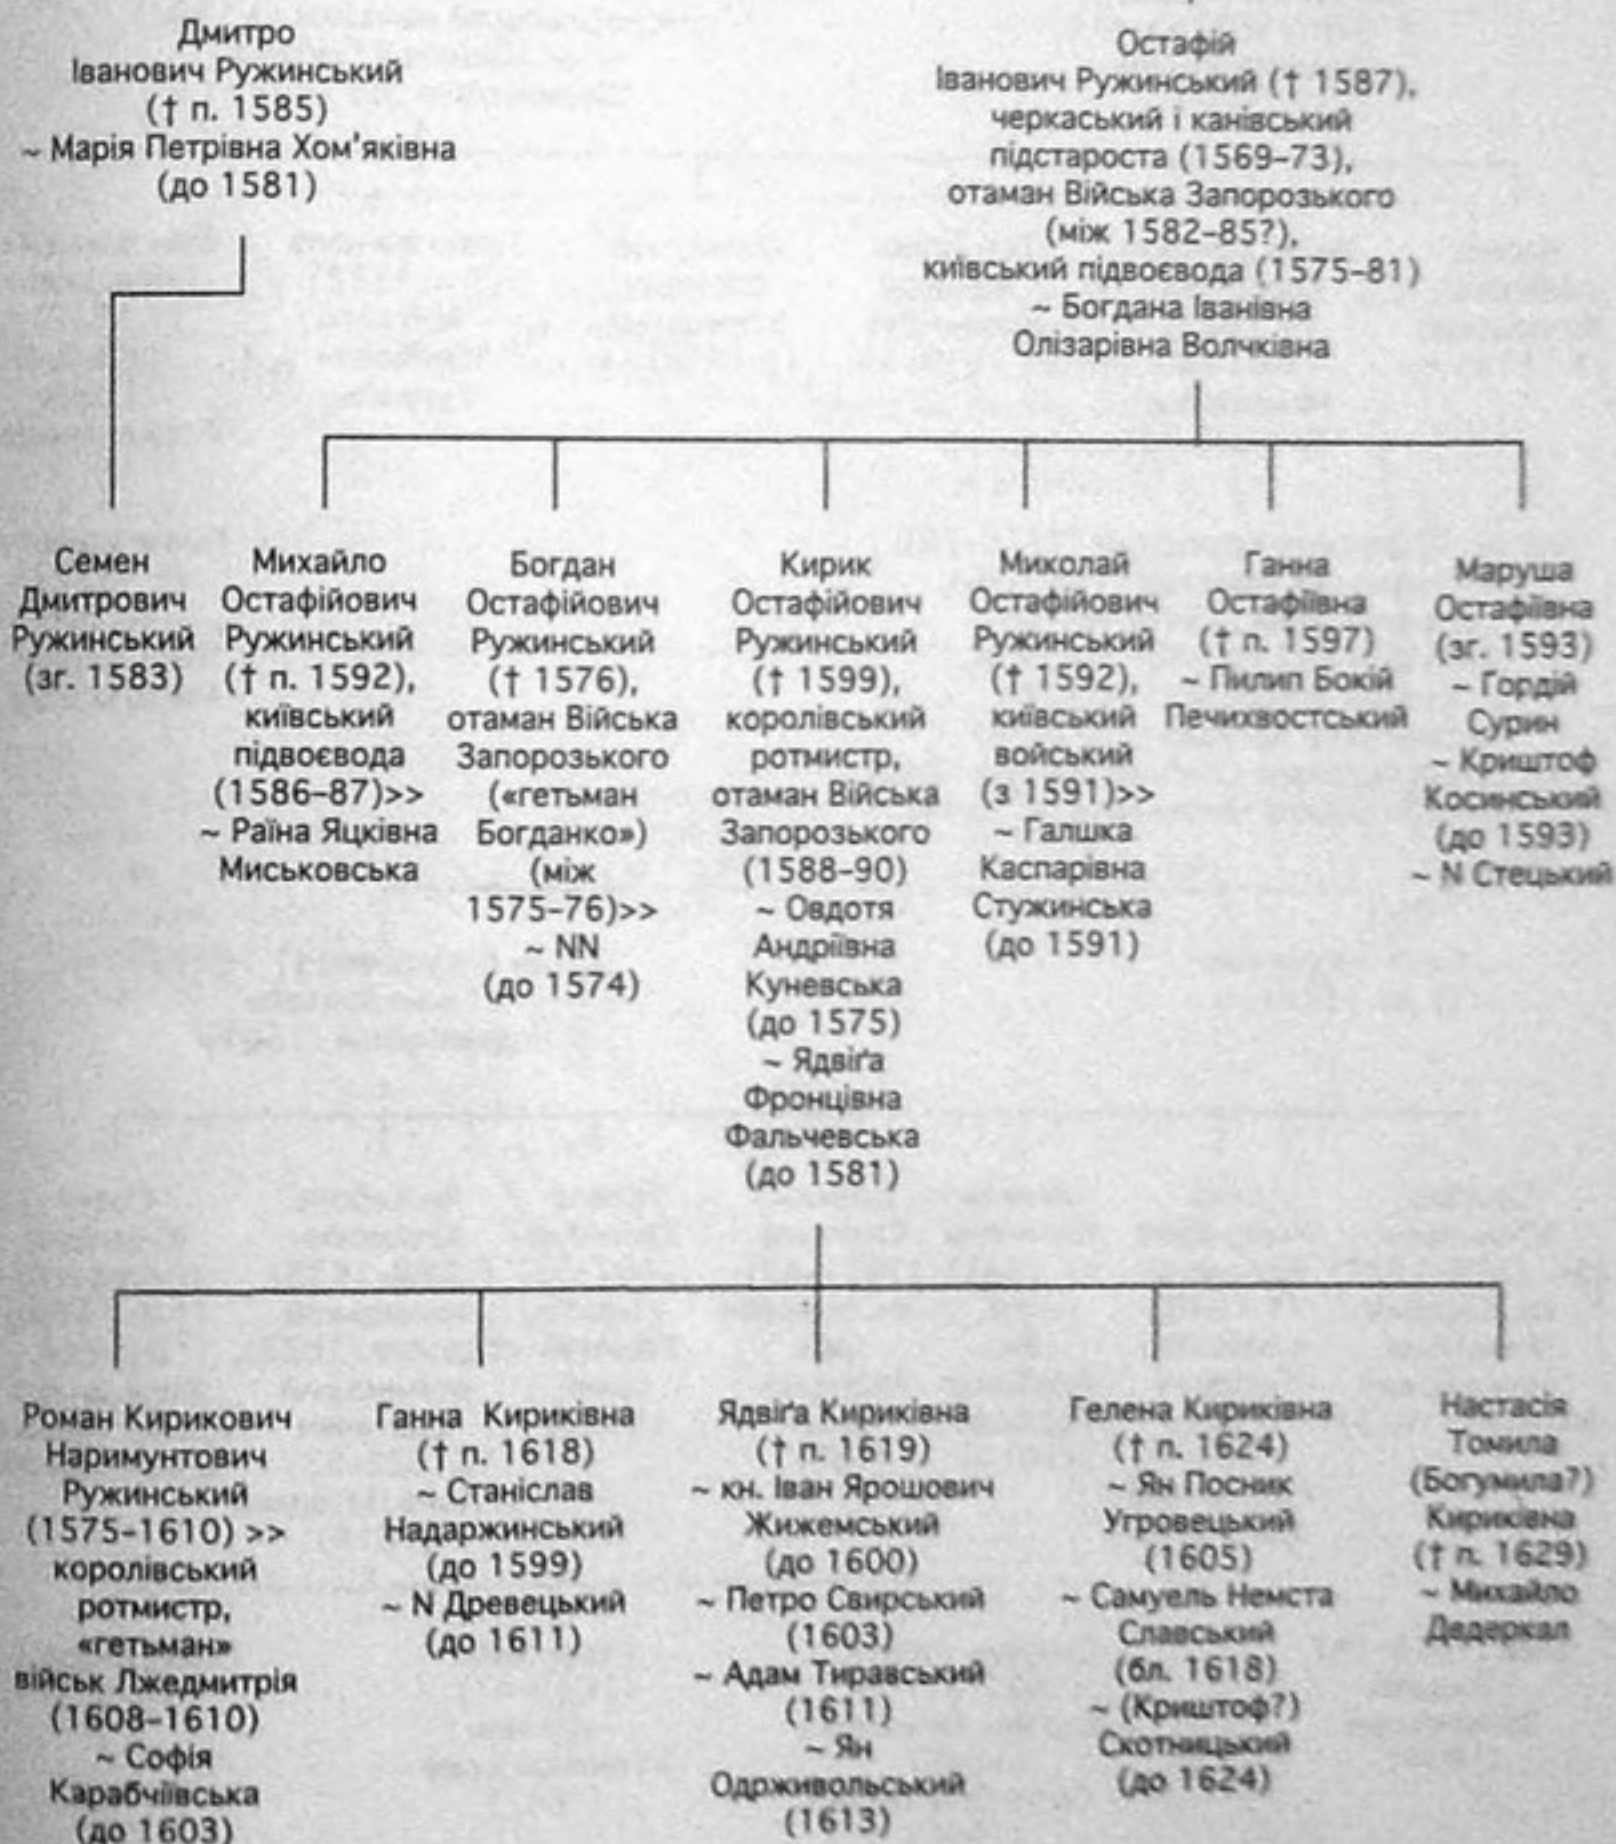 Дмитро
Іванович Ружинський
(† п. 1585)
~ Марія Петрівна Хом'яківна
(до 1581)
Остафій
Іванович Ружинський († 1587),
черкаський і канівський
підстароста (1569–73),
отаман Війська Запорозького
(між 1582–85?),
київський підвоєвода (1575–81)
~ Богдана Іванівна
Олізарівна Волчківна
Семен
Дмитрович
Ружинський
(зг. 1583)
Михайло
Остафійович
Ружинський
(† п. 1592),
київський
підвоєвода
(1586–87)>>
~ Раїна Яцківна
Миськовська
Богдан
Остафійович
Ружинський
(† 1576),
отаман Війська
Запорозького
(«гетьман
Богданко»)
(між
1575–76)>>
~ NN
(до 1574)
Кирик
Остафійович
Ружинський
(† 1599),
королівський
ротмистр,
отаман Війська
Запорозького
(1588–90)
~ Овдотя
Андріївна
Куневська
(до 1575)
~ Ядвіґа
Фронцівна
Фальчевська
(до 1581)
Миколай
Остафійович
Ружинський
(† 1592),
київський
войський
(з 1591)>>
~ Галшка
Каспарівна
Стужинська
(до 1591)
Ганна
Остафіївна
(† п. 1597)
~ Пилип Бокій
Печихвостський
Маруша
Остафіївна
(зг. 1593)
~ Гордій
Сурин
~ Криштоф
Косинський
(до 1593)
~ N Стецький
Роман Кирикович
Наримунтович
Ружинський
(1575–1610) >>
королівський
ротмистр,
«гетьман»
військ Лжедмитрія
(1608–1610)
~ Софія
Карабчіївська
(до 1603)
Ганна Кириківна
(† п. 1618)
~ Станіслав
Надаржинський
(до 1599)
~ N Древецький
(до 1611)
Ядвіґа Кириківна
(† п. 1619)
~ кн. Іван Ярошович
Жижемський
(до 1600)
~ Петро Свирський
(1603)
~ Адам Тиравський
(1611)
~ Ян
Одрживольський
(1613)
Гелена Кириківна
(† п. 1624)
~ Ян Посник
Угровецький
(1605)
~ Самуель Немста
Славський
(бл. 1618)
~ (Криштоф?)
Скотницький
(до 1624)
Настасія
Томила
(Богумила?)
Кириківна
(† п. 1629)
~ Михайло
Дедеркал